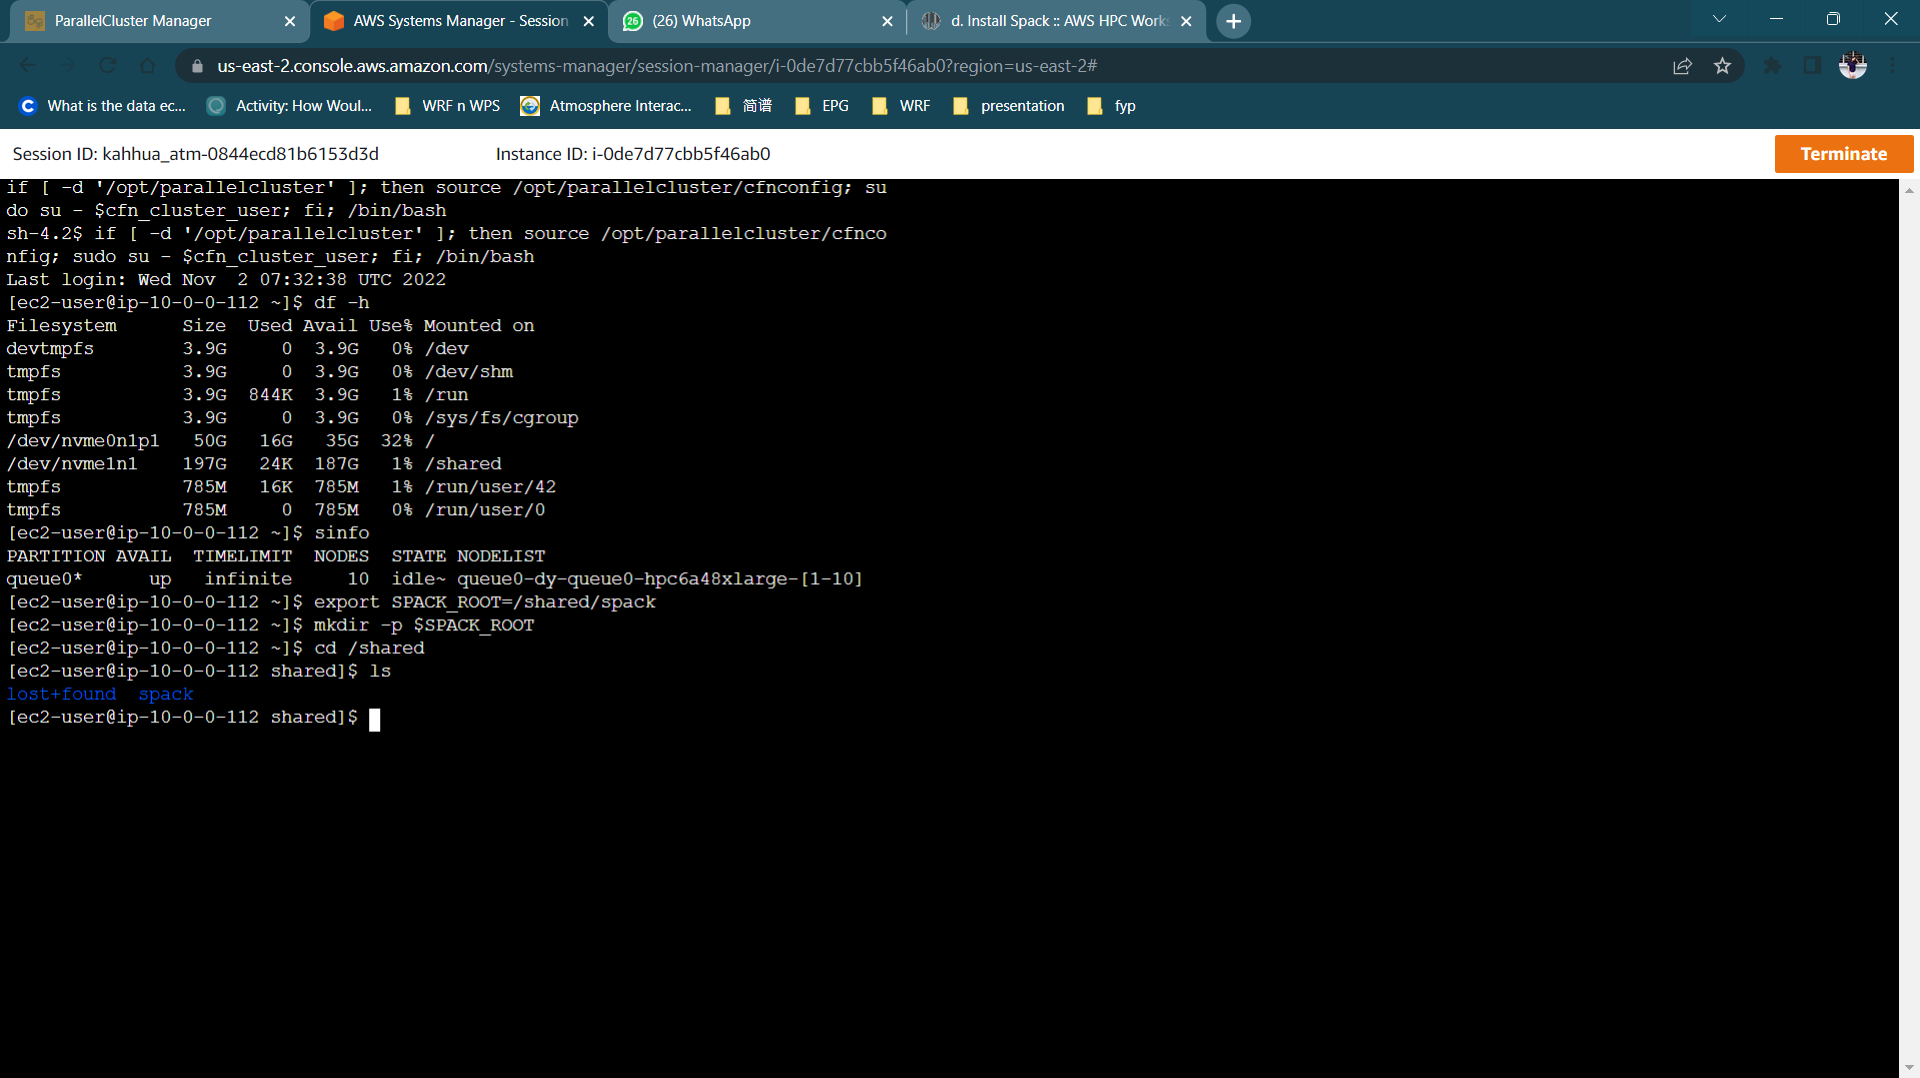 ParallelCluster Manager
AWS Systems Manager - Session
(26) WhatsApp
d. Install Spack :: AWS HPC Works
us-east-2.console.aws.amazon.com/systems-manager/session-manager/i-0de7d77cbb5f46ab0?region=us-east-2#
What is the data ec...
Activity: How Woul...
WRF n WPS
Atmosphere Interac...
简谱
EPG
WRF
presentation
fyp
Session ID: kahhua_atm-0844ecd81b6153d3d
Instance ID: i-0de7d77cbb5f46ab0
Terminate
if [ -d '/opt/parallelcluster' ]; then source /opt/parallelcluster/cfnconfig; su
do su - $cfn_cluster_user; fi; /bin/bash
sh-4.2$ if [ -d '/opt/parallelcluster' ]; then source /opt/parallelcluster/cfnco
nfig; sudo su - $cfn_cluster_user; fi; /bin/bash
Last login: Wed Nov  2 07:32:38 UTC 2022
[ec2-user@ip-10-0-0-112 ~]$ df -h
Filesystem      Size  Used Avail Use% Mounted on
devtmpfs        3.9G     0  3.9G   0% /dev
tmpfs           3.9G     0  3.9G   0% /dev/shm
tmpfs           3.9G  844K  3.9G   1% /run
tmpfs           3.9G     0  3.9G   0% /sys/fs/cgroup
/dev/nvme0n1p1   50G   16G   35G  32% /
/dev/nvme1n1    197G   24K  187G   1% /shared
tmpfs           785M   16K  785M   1% /run/user/42
tmpfs           785M     0  785M   0% /run/user/0
[ec2-user@ip-10-0-0-112 ~]$ sinfo
PARTITION AVAIL  TIMELIMIT  NODES  STATE NODELIST
queue0*      up   infinite     10  idle~ queue0-dy-queue0-hpc6a48xlarge-[1-10]
[ec2-user@ip-10-0-0-112 ~]$ export SPACK_ROOT=/shared/spack
[ec2-user@ip-10-0-0-112 ~]$ mkdir -p $SPACK_ROOT
[ec2-user@ip-10-0-0-112 ~]$ cd /shared
[ec2-user@ip-10-0-0-112 shared]$ ls
lost+found  spack
[ec2-user@ip-10-0-0-112 shared]$